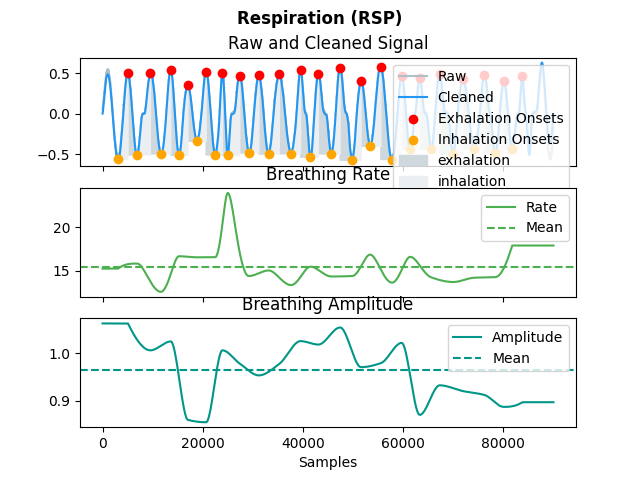 Respiration (RSP)
Raw and Cleaned Signal
0.5
0.0
−0.5
Raw
Cleaned
Exhalation Onsets
Inhalation Onsets
exhalation
inhalation
Breathing Rate
20
15
Rate
Mean
Breathing Amplitude
1.0
0.9
Amplitude
Mean
0 20000 40000 60000 80000
Samples